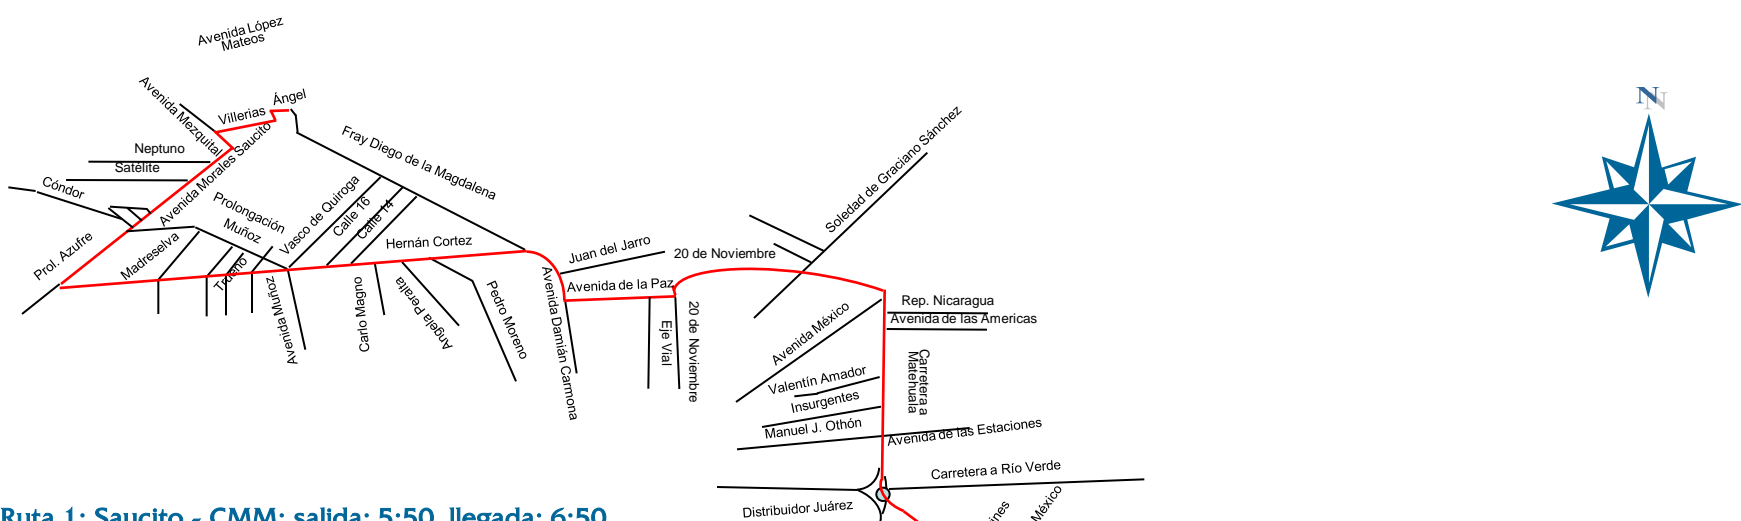 Avenida López
Mateos
Avenida Mezquital
Villerias
Ángel
Neptuno
Satélite
Avenida Morales Saucito
Cóndor
Fray Diego de la Magdalena
Prolongación
Muñoz
Vasco de Quiroga
Calle 16
Calle 14
Prol. Azufre
Madreselva
Trueno
Hernán Cortez
Avenida Muñoz
Carlo Magno
Angela Peralta
Pedro Moreno
Avenida Damián Carmona
Juan del Jarro
Avenida de la Paz
20 de Noviembre
Eje Vial
20 de Noviembre
Soledad de Graciano Sánchez
Avenida México
Rep. Nicaragua
Avenida de las Americas
Carretera a
Matehuala
Valentín Amador
Insurgentes
Manuel J. Othón
Avenida de las Estaciones
Carretera a Río Verde
Distribuidor Juárez
México
N
Ruta 1: Saucito - CMM: salida: 5:50, llegada: 6:50